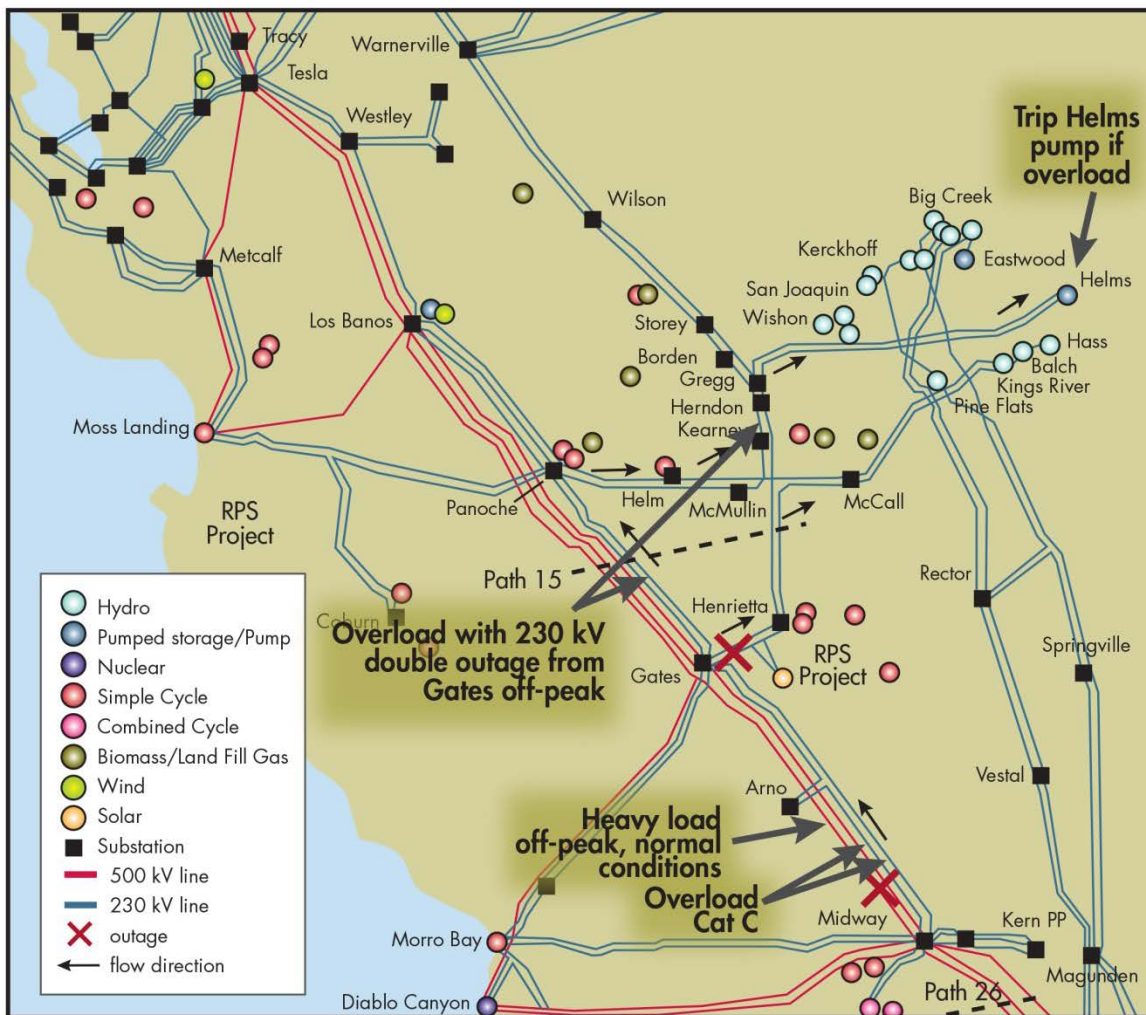 Tracy
Tesla
Warnerville
Westley
Trip Helms
pump if
overload
Wilson
Big Creek
Kerckhoff
Eastwood
Helms
San Joaquin
Wishon
Metcalf
Los Banos
Storey
Borden
Gregg
Hass
Balch
Kings River
Pine Flats
Herndon
Kearney
Moss Landing
Panoche
Helm
McMullin
McCall
RPS
Project
Path 15
Rector
Henrietta
Coburn
Overload with 230 kV
double outage from
Gates off-peak
Gates
RPS
Project
Springville
Hydro
Pumped storage/Pump
Nuclear
Simple Cycle
Combined Cycle
Biomass/Land Fill Gas
Wind
Solar
Substation
500 kV line
230 kV line
outage
flow direction
Arno
Vestal
Heavy load
off-peak, normal
conditions
Overload
Cat C
Midway
Kern PP
Morro Bay
Magunden
Diablo Canyon
Path 26